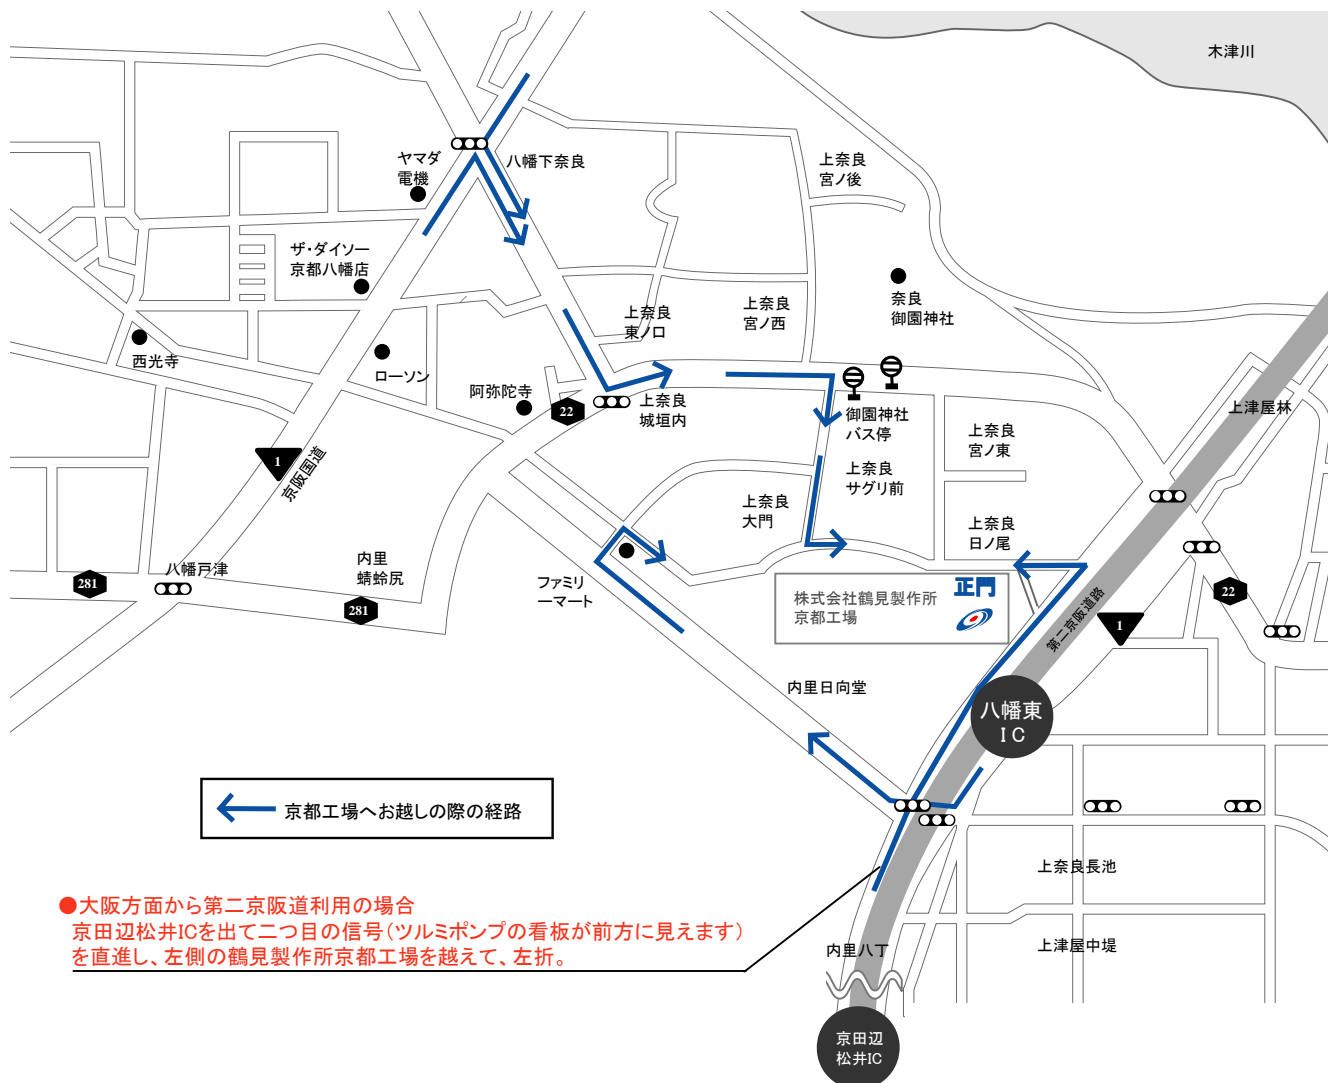 木津川
ヤマダ
電機
八幡下奈良
上奈良
宮ノ後
ザ・ダイソー
京都八幡店
上奈良
東ノ口
上奈良
宮ノ西
奈良
御園神社
西光寺
ローソン
阿弥陀寺
22
上奈良
城垣内
御園神社
バス停
上奈良
宮ノ東
上津屋林
1
京阪国道
上奈良
サグリ前
上奈良
大門
上奈良
日ノ尾
八幡戸津
内里
蜻蛉尻
281
281
ファミリ
ーマート
株式会社鶴見製作所
京都工場
正門
第二京阪道路
1
22
内里日向堂
八幡東
IC
京都工場へお越しの際の経路
上奈良長池
●大阪方面から第二京阪道利用の場合
京田辺松井ICを出て二つ目の信号(ツルミポンプの看板が前方に見えます)
を直進し、左側の鶴見製作所京都工場を越えて、左折。
内里八丁
上津屋中堤
京田辺
松井IC